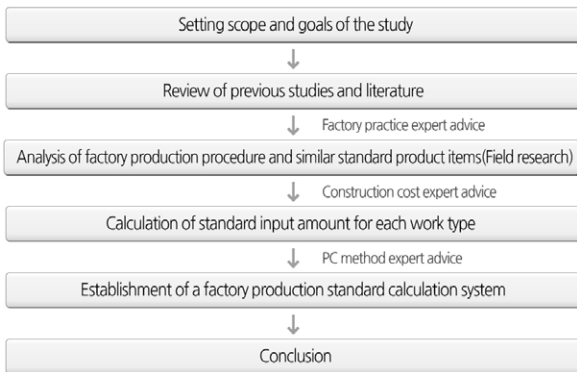 Setting scope and goals of the study
Review of previous studies and literature
Factory practice expert advice
Analysis of factory production procedure and similar standard product items(Field research)
Construction cost expert advice
Calculation of standard input amount for each work type
PC method expert advice
Establishment of a factory production standard calculation system
Conclusion